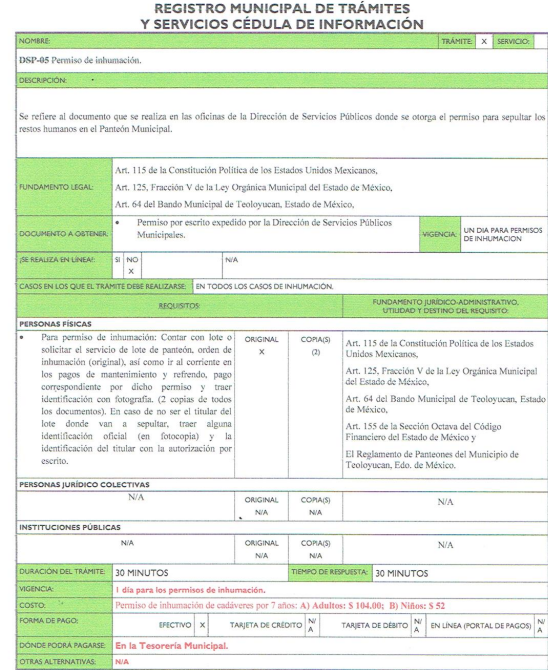 REGISTRO MUNICIPAL DE TRÁMITES
Y SERVICIOS CÉDULA DE INFORMACIÓN
NOMBRE: TRÁMITE: X SERVICIO:
DSP-05 Permiso de inhumación.
DESCRIPCIÓN:
Se refiere al documento que se realiza en las oficinas de la Dirección de Servicios Públicos donde se otorga el permiso para sepultar los
restos humanos en el Panteón Municipal.
FUNDAMENTO LEGAL:
Art. 115 de la Constitución Política de los Estados Unidos Mexicanos,
Art. 125, Fracción V de la Ley Orgánica Municipal del Estado de México,
Art. 64 del Bando Municipal de Teoloyucan, Estado de México,
DOCUMENTO A OBTENER:
• Permiso por escrito expedido por la Dirección de Servicios Públicos
Municipales.
VIGENCIA:
UN DIA PARA PERMISOS
DE INHUMACION
¿SE REALIZA EN LÍNEA?: SI NO N/A
X
CASOS EN LOS QUE EL TRÁMITE DEBE REALIZARSE: EN TODOS LOS CASOS DE INHUMACIÓN.
REQUISITOS:
FUNDAMENTO JURÍDICO-ADMINISTRATIVO,
UTILIDAD Y DESTINO DEL REQUISITO:
PERSONAS FÍSICAS
• Para permiso de inhumación: Contar con lote o
solicitar el servicio de lote de panteón, orden de
inhumación (original), así como ir al corriente en
los pagos de mantenimiento y refrendo, pago
correspondiente por dicho permiso y traer
identificación con fotografía. (2 copias de todos
los documentos). En caso de no ser el titular del
lote donde van a sepultar, traer alguna
identificación oficial (en fotocopia) y la
identificación del titular con la autorización por
escrito.
ORIGINAL
X
COPIA(S)
(2)
Art. 115 de la Constitución Política de los Estados
Unidos Mexicanos,
Art. 125, Fracción V de la Ley Orgánica Municipal
del Estado de México,
Art. 64 del Bando Municipal de Teoloyucan, Estado
de México,
Art. 155 de la Sección Octava del Código
Financiero del Estado de México y
El Reglamento de Panteones del Municipio de
Teoloyucan, Edo. de México.
PERSONAS JURÍDICO COLECTIVAS
N/A
ORIGINAL
N/A
COPIA(S)
N/A
N/A
INSTITUCIONES PÚBLICAS
N/A
ORIGINAL
N/A
COPIA(S)
N/A
N/A
DURACIÓN DEL TRÁMITE: 30 MINUTOS TIEMPO DE RESPUESTA: 30 MINUTOS
VIGENCIA: 1 día para los permisos de inhumación.
COSTO: Permiso de inhumación de cadáveres por 7 años: A) Adultos: $ 104.00; B) Niños: $ 52
FORMA DE PAGO: EFECTIVO X TARJETA DE CRÉDITO N/A TARJETA DE DÉBITO N/A EN LÍNEA (PORTAL DE PAGOS) N/A
DÓNDE PODRÁ PAGARSE: En la Tesorería Municipal.
OTRAS ALTERNATIVAS: N/A